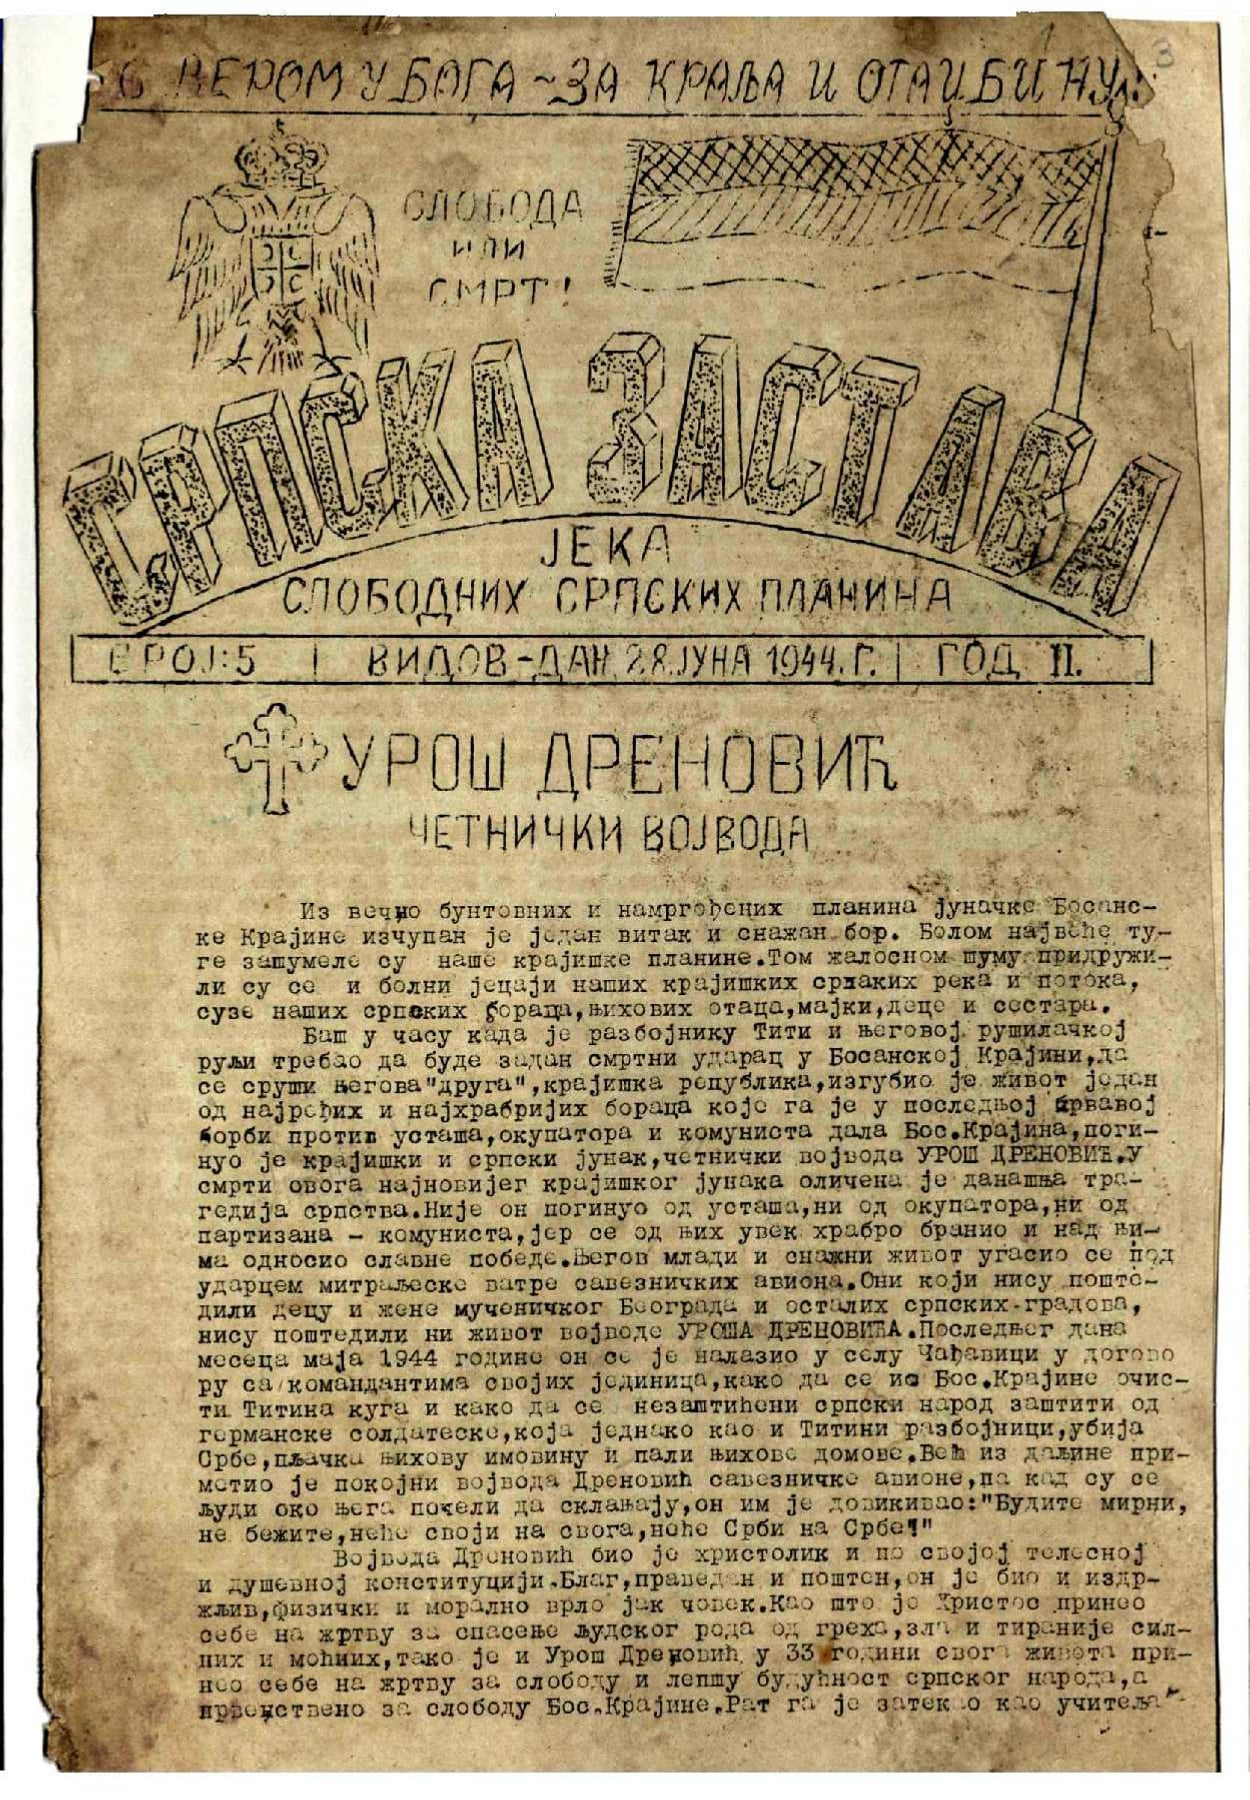 С ВЕРОМ У БОГА ~ ЗА КРАЉА И ОТАЏБИНУ!
СЛОБОДА
ИЛИ
СМРТ!
СРПСКА ЗАСТАВА
ЈЕКА
СЛОБОДНИХ СРПСКИХ ПЛАНИНА
БРОЈ:5 | ВИДОВ-ДАН, 28 ЈУНА 1944. Г. | ГОД II.
УРОШ ДРЕНОВИЋ
ЧЕТНИЧКИ ВОЈВОДА
Из вечно бунтовних и намргођених планина јуначке Босанс-
ке Крајине изчупан је један витак и снажан бор. Болом највеће ту-
ге зашумеле су наше крајишке планине.Том жалосном шуму придружи-
ли су се и болни јецаји наших крајишких српских река и потока,
сузе наших српских бораца,њихових отаца,мајки,деце и сестара.
Баш у часу када је разбојнику Тити и његовој рушилачкој
руљи требао да буде задан смртни ударац у Босанској Крајини,да
се сруши његова"друга",крајишка република,изгубио је живот један
од најређих и најхрабријих бораца које га је у последњој крвавој
борби против усташа,окупатора и комуниста дала Бос.Крајина,поги-
нуо је крајишки и српски јунак,четнички војвода УРОШ ДРЕНОВИЋ.У
смрти овога најновијег крајишког јунака оличена је данашња тра-
гедија српства.Није он погинуо од усташа,ни од окупатора,ни од
партизана - комуниста,јер се од њих увек храбро бранио и над њи-
ма односио славне победе.Његов млади и снажни живот угасио се под
ударцем митраљеске ватре савезничких авиона.Они који нису поште-
дили децу и жене мученичког Београда и осталих српских градова,
нису поштедили ни живот војводе УРОША ДРЕНОВИЋА.Последњег дана
месеца маја 1944 године он се је налазио у селу Чађавици у догово
ру са командантима својих јединица,како да се из Бос.Крајине очис-
ти Титина куга и како да се незаштићени српски народ заштити од
германске солдатеске,која једнако као и Титини разбојници,убија
Србе,пљачка њихову имовину и пали њихове домове.Већ из даљине при-
метио је покојни војвода Дреновић савезничке авионе,па кад су се
људи око њега почели да склањају,он им је довикивао:"Будите мирни,
не бежите,неће своји на свога,неће Срби на Србе!"
Војвода Дреновић био је христолик и по својој телесној
и душевној конституцији.Благ,праведан и поштен,он је био и издр-
жљив,физички и морално врло јак човек.Као што је Христос принео
себе на жртву за спасење људског рода од греха,зла и тираније сил-
них и моћних,тако је и Урош Дреновић у 33 години свога живота при-
нео себе на жртву за слободу и лепшу будућност српског народа,а
првенствено за слободу Бос.Крајине.Рат га је затекао као учитеља